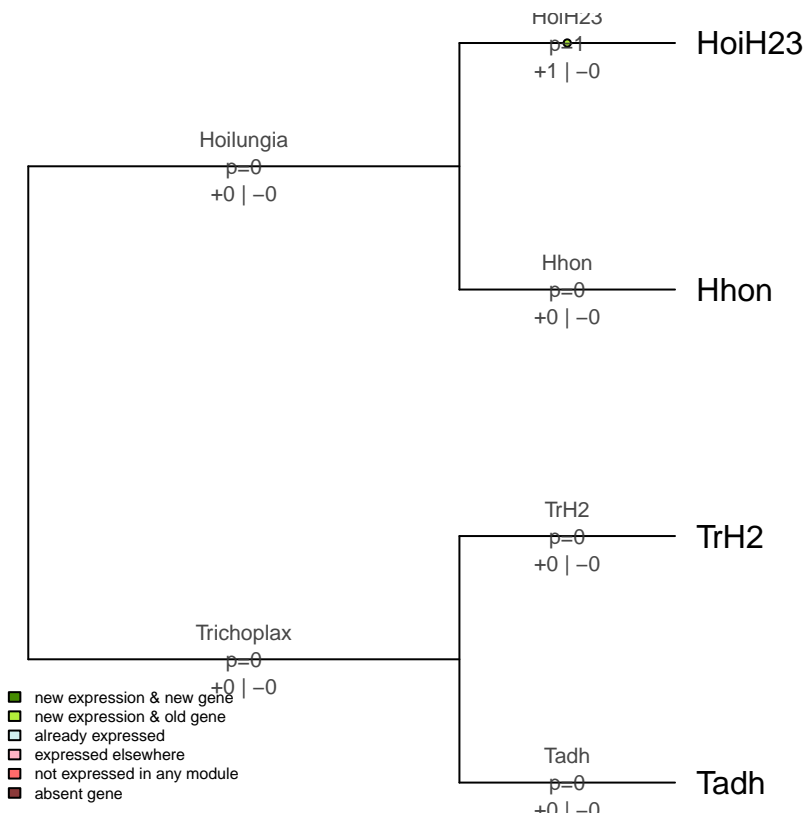 HoiH23
p=1
+1 | −0
HoiH23
Hoilungia
p=0
+0 | −0
Hhon
p=0
+0 | −0
Hhon
TrH2
p=0
+0 | −0
TrH2
Trichoplax
p=0
+0 | −0
new expression & new gene
new expression & old gene
already expressed
expressed elsewhere
not expressed in any module
absent gene
Tadh
p=0
+0 | −0
Tadh